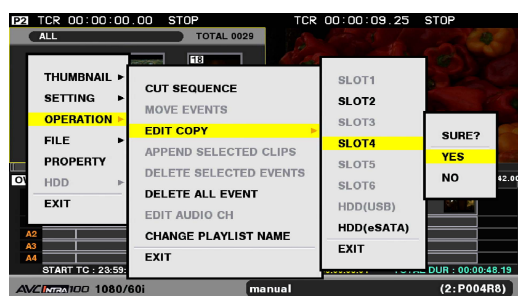 P2 TCR 00:00:00.00 STOP TCR 00:00:09.25 STOP
ALL TOTAL 0029
18
THUMBNAIL
SETTING
OPERATION
FILE
PROPERTY
HDD
EXIT
CUT SEQUENCE
MOVE EVENTS
EDIT COPY
APPEND SELECTED CLIPS
DELETE SELECTED EVENTS
DELETE ALL EVENT
EDIT AUDIO CH
CHANGE PLAYLIST NAME
EXIT
SLOT1
SLOT2
SLOT3
SLOT4
SLOT5
SLOT6
HDD(USB)
HDD(eSATA)
EXIT
SURE?
YES
NO
A2
A3
A4
START TC : 23:59: DUR : 00:00:48.19
AVC INTRA 100 1080/60i manual (2:P004R8)